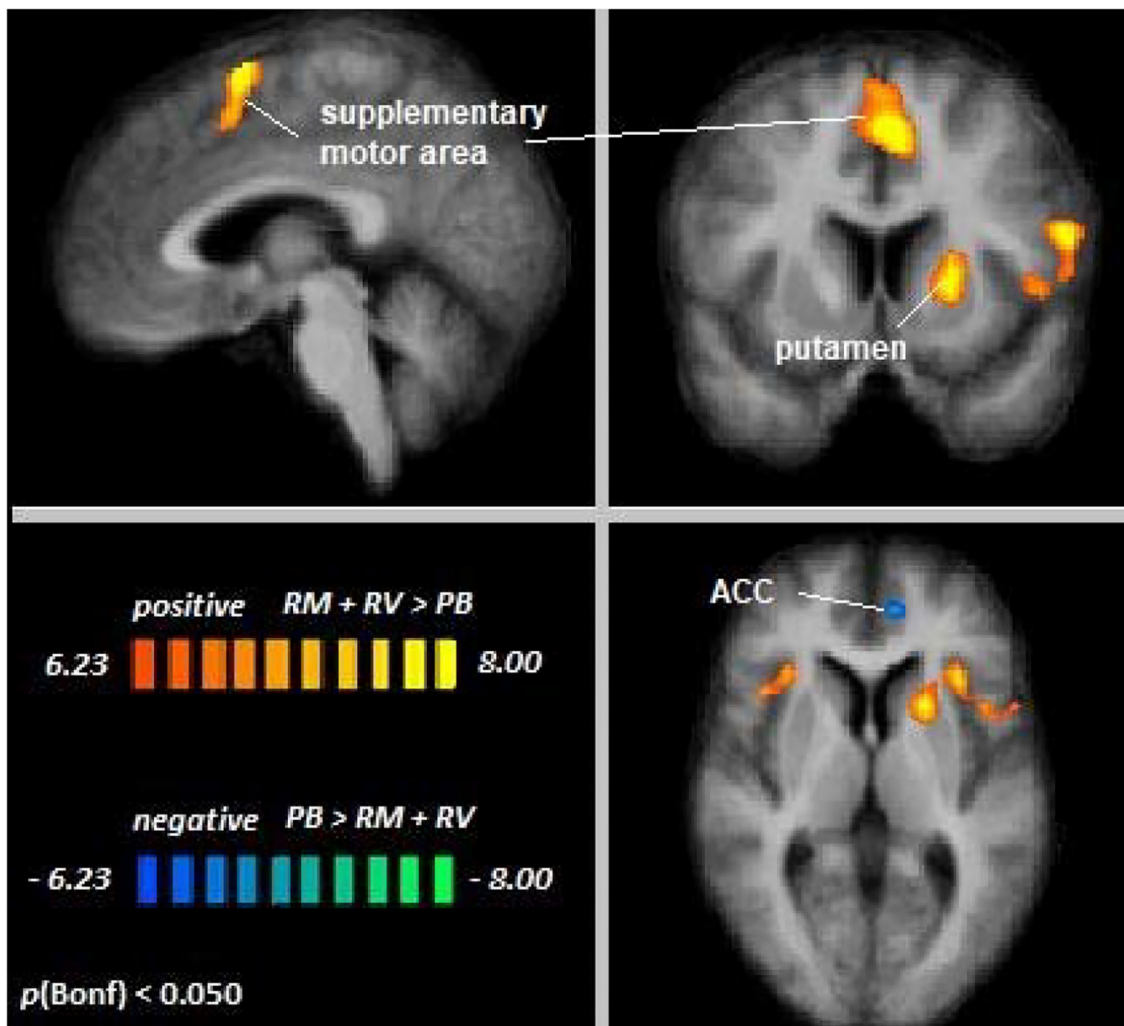 supplementary
motor area
putamen
positive RM + RV > PB
6.23 8.00
negative PB > RM + RV
- 6.23 - 8.00
p(Bonf) < 0.050
ACC